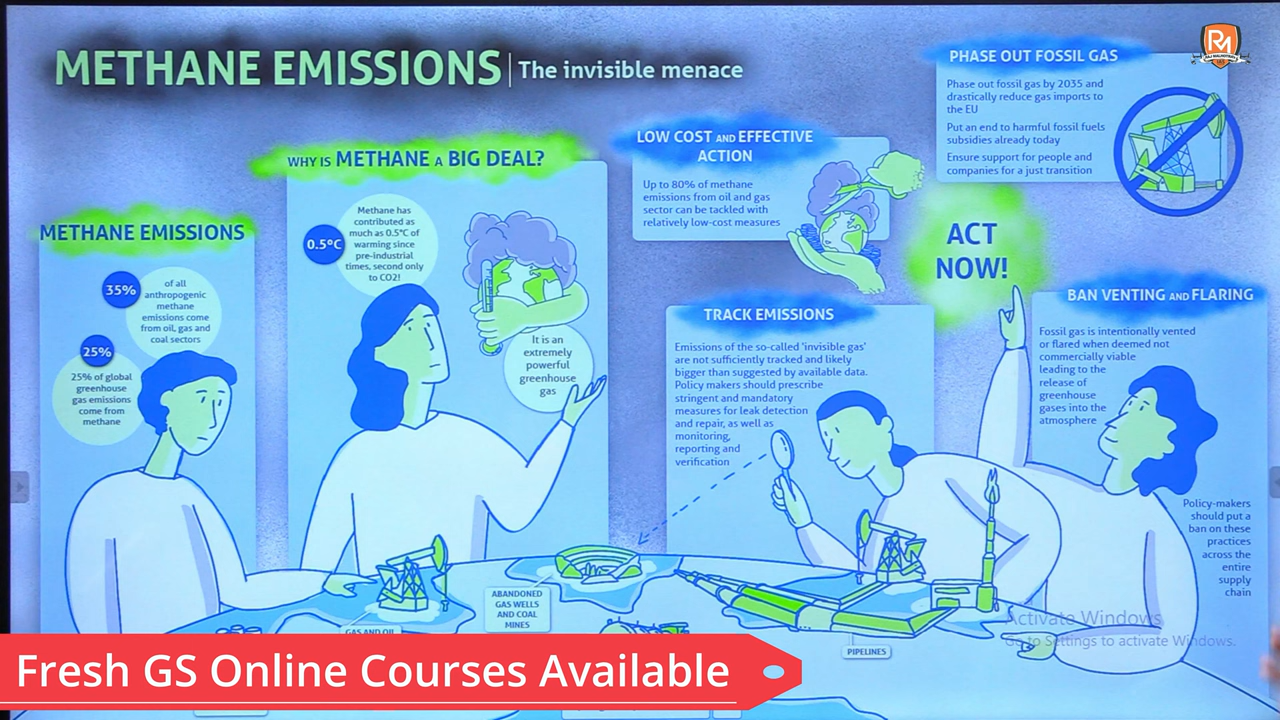 METHANE EMISSIONS | The invisible menace
METHANE EMISSIONS
35%
of all
anthropogenic
methane
emissions come
from oil, gas and
coal sectors
25%
25% of global
greenhouse
gas emissions
come from
methane
WHY IS METHANE A BIG DEAL?
0.5ºC
Methane has
contributed as
much as 0.5°C of
warming since
pre-industrial
times, second only
to CO2!
It is an
extremely
powerful
greenhouse
gas
LOW COST AND EFFECTIVE
ACTION
Up to 80% of methane
emissions from oil and gas
sector can be tackled with
relatively low-cost measures
PHASE OUT FOSSIL GAS
Phase out fossil gas by 2035 and
drastically reduce gas imports to
the EU
Put an end to harmful fossil fuels
subsidies already today
Ensure support for people and
companies for a just transition
ACT
NOW!
TRACK EMISSIONS
Emissions of the so-called 'invisible gas'
are not sufficiently tracked and likely
bigger than suggested by available data.
Policy makers should prescribe
stringent and mandatory
measures for leak detection
and repair, as well as
monitoring,
reporting and
verification
BAN VENTING AND FLARING
Fossil gas is intentionally vented
or flared when deemed not
commercially viable
leading to the
release of
greenhouse
gases into the
atmosphere
Policy-makers
should put a
ban on these
practices
across the
entire
supply
chain
ABANDONED
GAS WELLS
AND COAL
MINES
GAS AND OIL
PIPELINES
Activate Windows
Go to Settings to activate Windows.
Fresh GS Online Courses Available